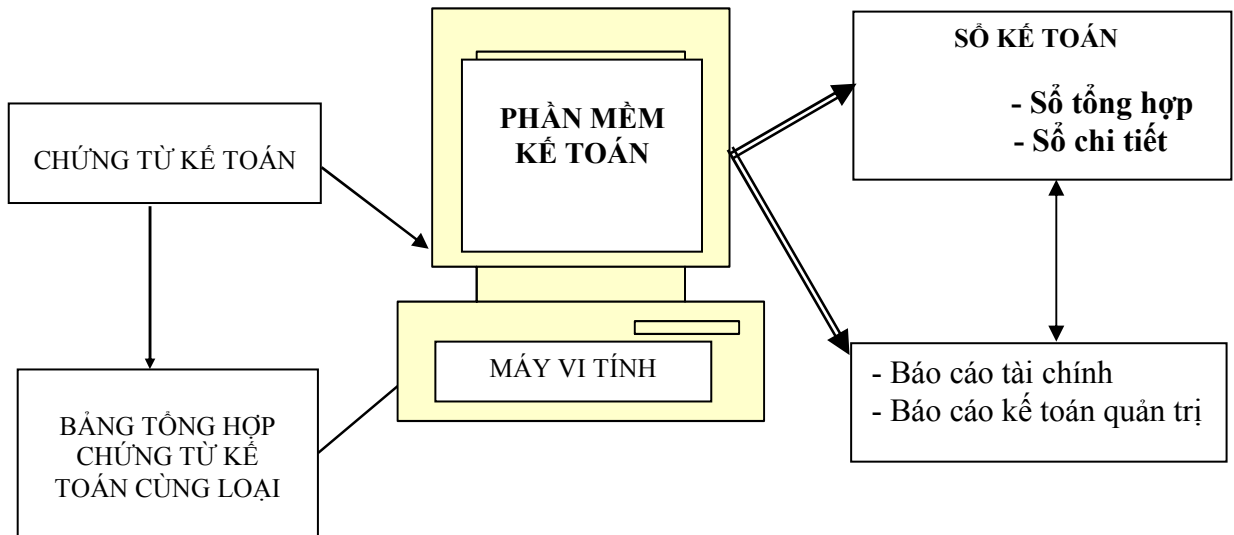 CHỨNG TỪ KẾ TOÁN
BẢNG TỔNG HỢP
CHỨNG TỪ KẾ
TOÁN CÙNG LOẠI
PHẦN MỀM
KẾ TOÁN
MÁY VI TÍNH
SỔ KẾ TOÁN
- Sổ tổng hợp
- Sổ chi tiết
- Báo cáo tài chính
- Báo cáo kế toán quản trị